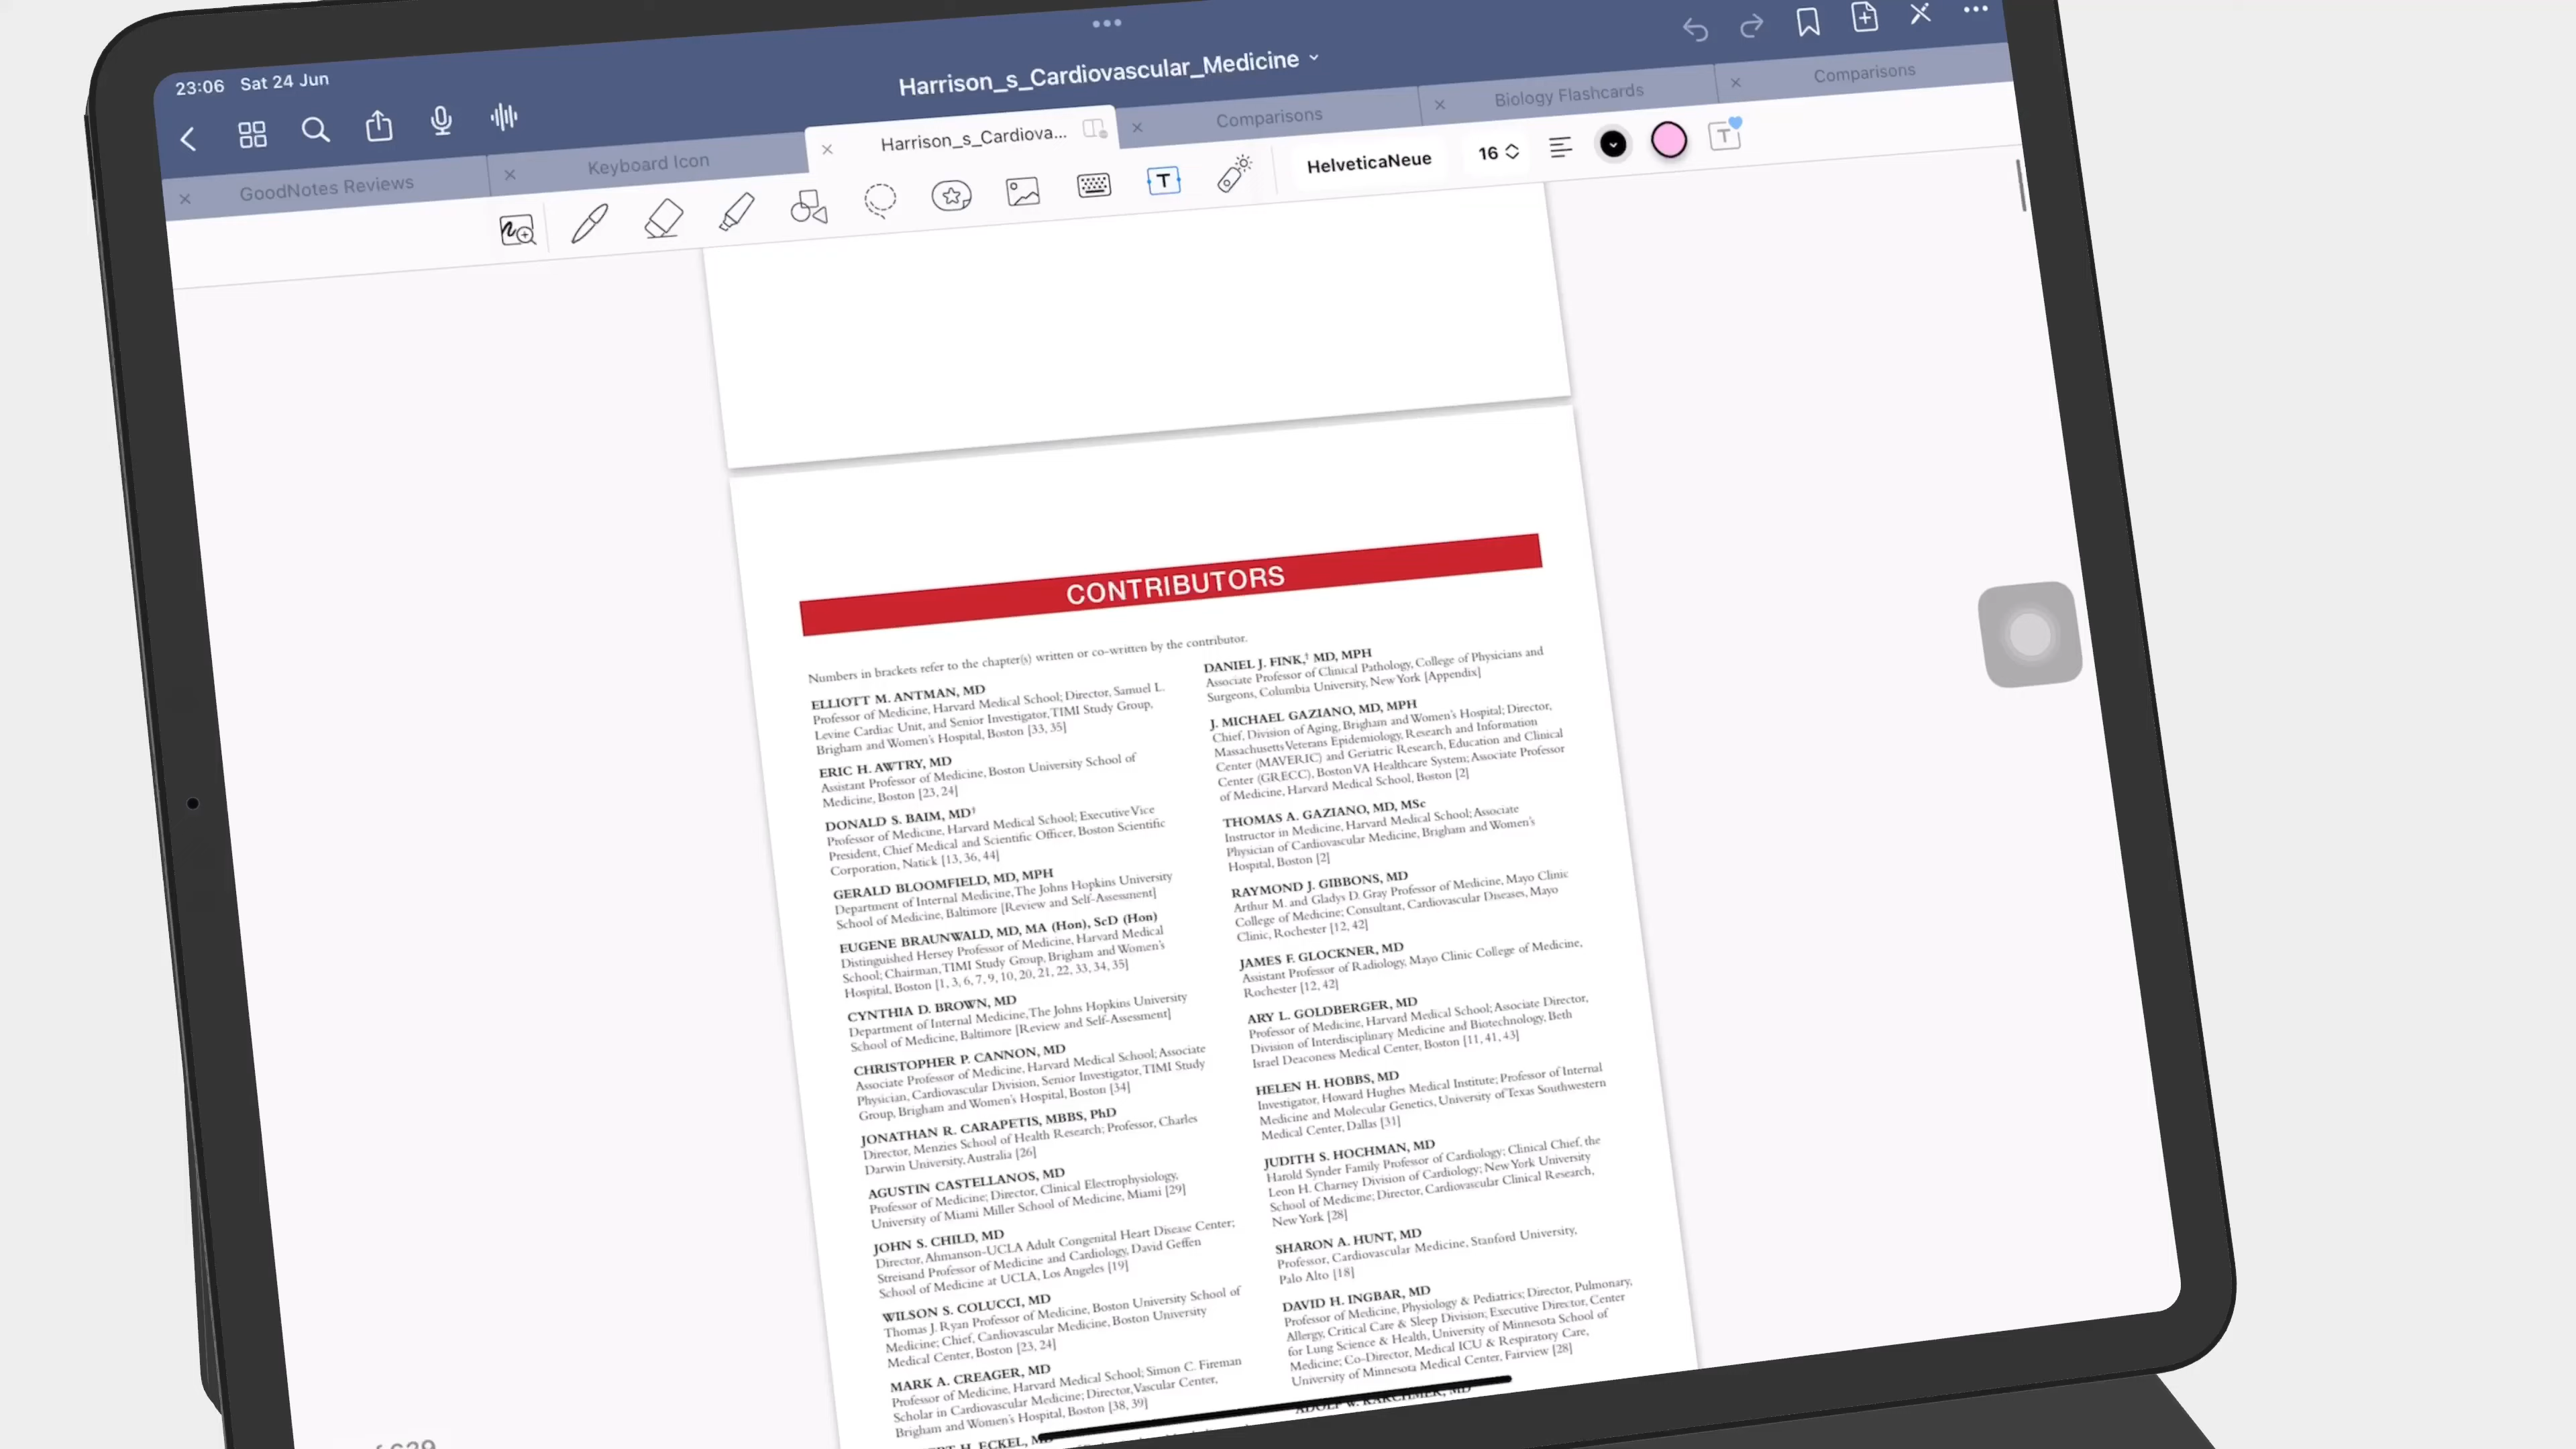 23:06 Sat 24 Jun
Harrison_s_Cardiovascular_Medicine
GoodNotes Reviews
Keyboard Icon
Harrison_s_Cardiova...
Comparisons
Biology Flashcards
Comparisons
HelveticaNeue
16
CONTRIBUTORS
Numbers in brackets refer to the chapter(s) written or co-written by the contributor.
ELLIOTT M. ANTMAN, MD
Professor of Medicine, Harvard Medical School; Director, Samuel L.
Levine Cardiac Unit, and Senior Investigator, TIMI Study Group,
Brigham and Women's Hospital, Boston [33, 35]
ERIC H. AWTRY, MD
Assistant Professor of Medicine, Boston University School of
Medicine, Boston [23, 24]
DONALD S. BAIM, MD†
Professor of Medicine, Harvard Medical School; Executive Vice
President, Chief Medical and Scientific Officer, Boston Scientific
Corporation, Natick [13, 36, 44]
GERALD BLOOMFIELD, MD, MPH
Department of Internal Medicine, The Johns Hopkins University
School of Medicine, Baltimore [Review and Self-Assessment]
EUGENE BRAUNWALD, MD, MA (Hon), ScD (Hon)
Distinguished Hersey Professor of Medicine, Harvard Medical
School; Chairman, TIMI Study Group, Brigham and Women's
Hospital, Boston [1, 3, 6, 7, 9, 10, 20, 21, 22, 33, 34, 35]
CYNTHIA D. BROWN, MD
Department of Internal Medicine, The Johns Hopkins University
School of Medicine, Baltimore [Review and Self-Assessment]
CHRISTOPHER P. CANNON, MD
Associate Professor of Medicine, Harvard Medical School; Associate
Physician, Cardiovascular Division, Senior Investigator, TIMI Study
Group, Brigham and Women's Hospital, Boston [34]
JONATHAN R. CARAPETIS, MBBS, PhD
Director, Menzies School of Health Research; Professor, Charles
Darwin University, Australia [26]
AGUSTIN CASTELLANOS, MD
Professor of Medicine; Director, Clinical Electrophysiology,
University of Miami Miller School of Medicine, Miami [29]
JOHN S. CHILD, MD
Director, Ahmanson-UCLA Adult Congenital Heart Disease Center;
Streisand Professor of Medicine and Cardiology, David Geffen
School of Medicine at UCLA, Los Angeles [19]
WILSON S. COLUCCI, MD
Thomas J. Ryan Professor of Medicine, Boston University School of
Medicine; Chief, Cardiovascular Medicine, Boston University
Medical Center, Boston [23, 24]
MARK A. CREAGER, MD
Professor of Medicine, Harvard Medical School; Simon C. Fireman
Scholar in Cardiovascular Medicine; Director, Vascular Center,
Brigham and Women's Hospital, Boston [38, 39]
H. ECKEL, MD
DANIEL J. FINK,† MD, MPH
Associate Professor of Clinical Pathology, College of Physicians and
Surgeons, Columbia University, New York [Appendix]
J. MICHAEL GAZIANO, MD, MPH
Chief, Division of Aging, Brigham and Women's Hospital; Director,
Massachusetts Veterans Epidemiology, Research and Information
Center (MAVERIC) and Geriatric Research, Education and Clinical
Center (GRECC), Boston VA Healthcare System; Associate Professor
of Medicine, Harvard Medical School, Boston [2]
THOMAS A. GAZIANO, MD, MSc
Instructor in Medicine, Harvard Medical School; Associate
Physician of Cardiovascular Medicine, Brigham and Women's
Hospital, Boston [2]
RAYMOND J. GIBBONS, MD
Arthur M. and Gladys D. Gray Professor of Medicine, Mayo Clinic
College of Medicine; Consultant, Cardiovascular Diseases, Mayo
Clinic, Rochester [12, 42]
JAMES F. GLOCKNER, MD
Assistant Professor of Radiology, Mayo Clinic College of Medicine,
Rochester [12, 42]
ARY L. GOLDBERGER, MD
Professor of Medicine, Harvard Medical School; Associate Director,
Division of Interdisciplinary Medicine and Biotechnology, Beth
Israel Deaconess Medical Center, Boston [11, 41, 43]
HELEN H. HOBBS, MD
Investigator, Howard Hughes Medical Institute; Professor of Internal
Medicine and Molecular Genetics, University of Texas Southwestern
Medical Center, Dallas [31]
JUDITH S. HOCHMAN, MD
Harold Synder Family Professor of Cardiology; Clinical Chief, the
Leon H. Charney Division of Cardiology; New York University
School of Medicine; Director, Cardiovascular Clinical Research,
New York [28]
SHARON A. HUNT, MD
Professor, Cardiovascular Medicine, Stanford University,
Palo Alto [18]
DAVID H. INGBAR, MD
Professor of Medicine, Physiology & Pediatrics; Director, Pulmonary,
Allergy, Critical Care & Sleep Division; Executive Director, Center
for Lung Science & Health, University of Minnesota School of
Medicine; Co-Director, Medical ICU & Respiratory Care,
University of Minnesota Medical Center, Fairview [28]
ADOLF W. KARCHMER, MD